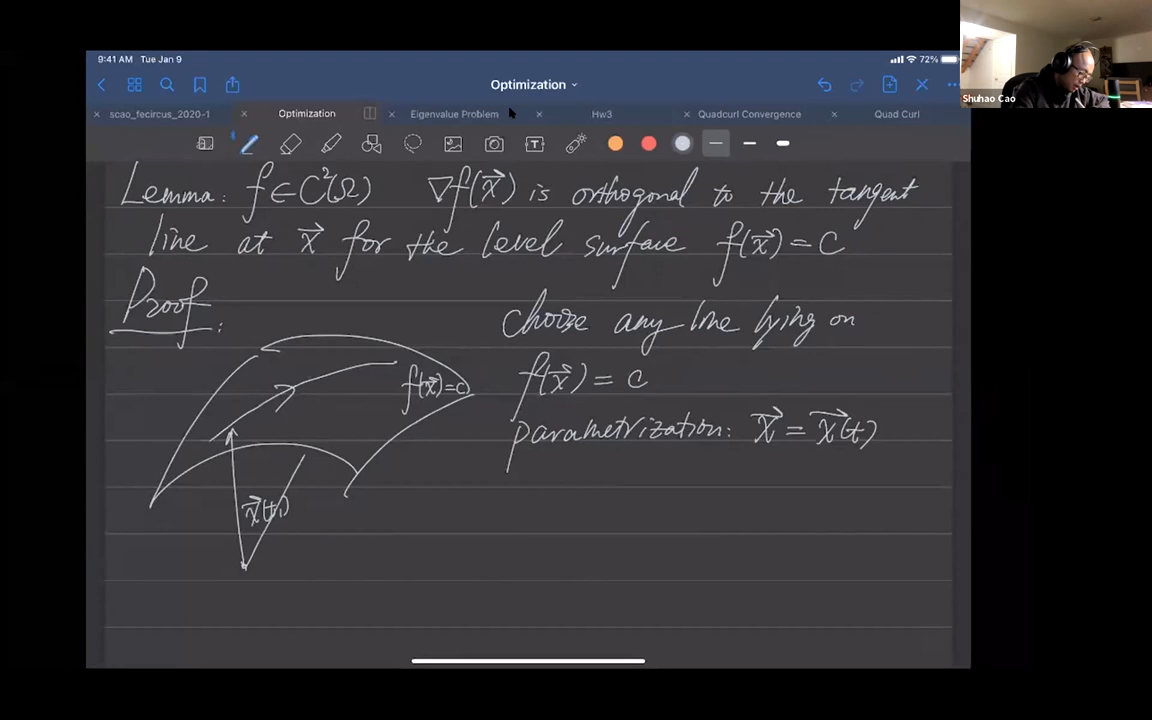 9:41 AM Tue Jan 9
72%
Optimization
scao_fecircus_2020-1
Optimization
Eigenvalue Problem
Hw3
Quadcurl Convergence
Quad Curl
T
Shuhao Cao
Lemma: f∈C²(Ω) ∇f(x⃗) is orthogonal to the tangent
line at x⃗ for the level surface f(x⃗) = C
Proof:
choose any line lying on
f(x⃗) = c
parametrization: x⃗ = x⃗(t)
f(x⃗)=c